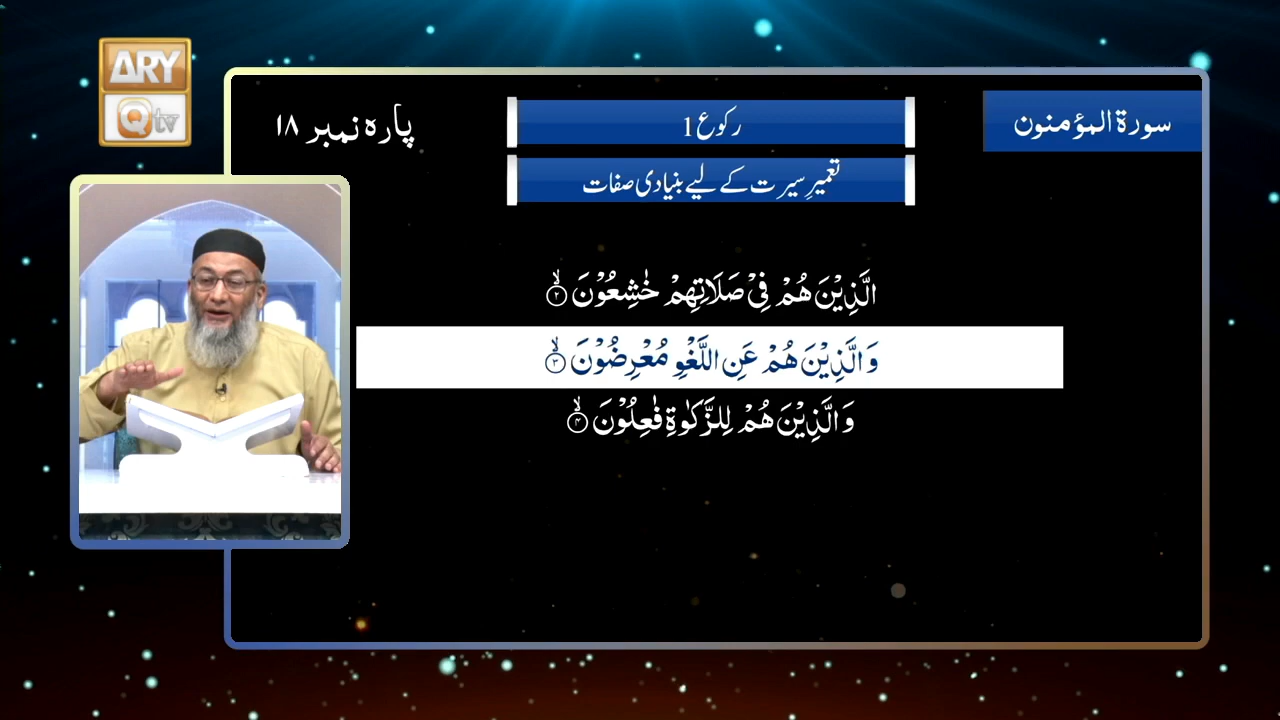 ARY
Qtv
سورة المؤمنون
رکوع 1
پارہ نمبر ۱۸
تعمیرِ سیرت کے لیے بنیادی صفات
الَّذِیْنَ هُمْ فِیْ صَلَاتِهِمْ خٰشِعُوْنَ ۙ﴿۲﴾
وَالَّذِیْنَ هُمْ عَنِ اللَّغْوِ مُعْرِضُوْنَ ۙ﴿۳﴾
وَالَّذِیْنَ هُمْ لِلزَّكٰوةِ فٰعِلُوْنَ ۙ﴿۴﴾